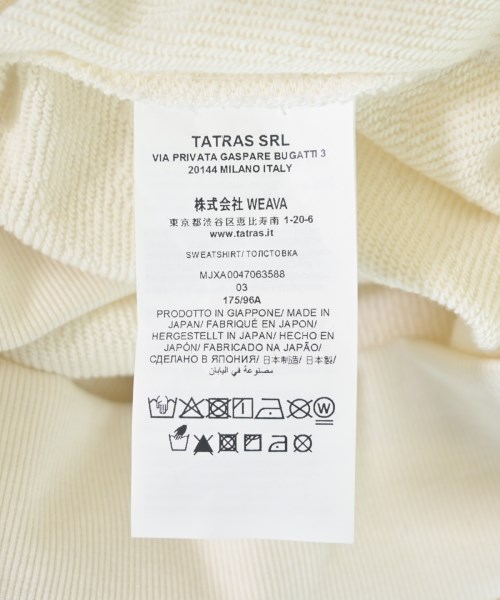 TATRAS SRL
VIA PRIVATA GASPARE BUGATTI 3
20144 MILANO ITALY
株式会社 WEAVA
東京都渋谷区恵比寿南 1-20-6
www.tatras.it
SWEATSHIRT/ ТОЛСТОВКА
MJXA0047063588
03
175/96A
PRODOTTO IN GIAPPONE/ MADE IN
JAPAN/ FABRIQUÉ EN JAPON/
HERGESTELLT IN JAPAN/ HECHO EN
JAPÓN/ FABRICADO NA JAPÃO/
СДЕЛАНО В ЯПОНИЯ/ 日本制造/ 日本製/
مصنوعة في اليابان
W